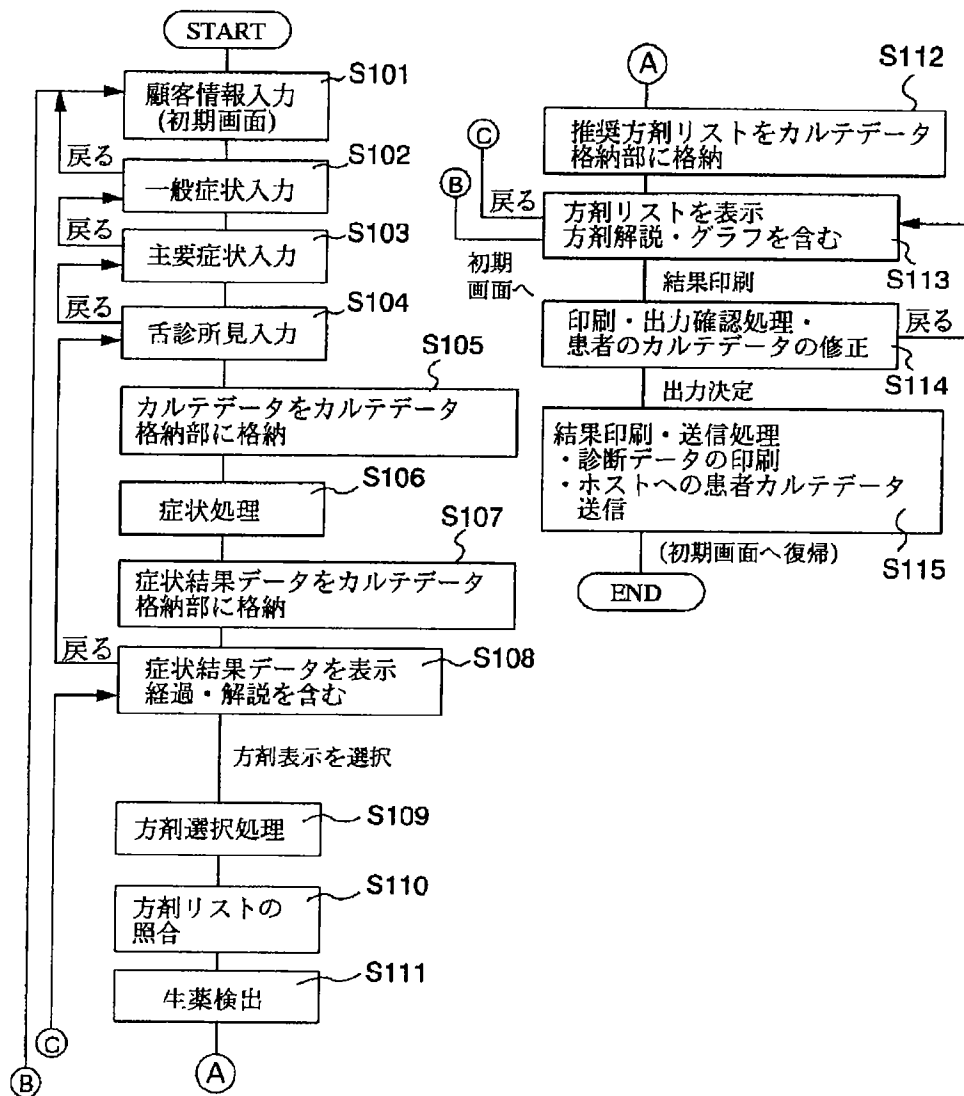 START
S101
顧客情報入力
(初期画面)
戻る
S102
一般症状入力
戻る
S103
主要症状入力
戻る
S104
舌診所見入力
S105
カルテデータをカルテデータ
格納部に格納
S106
症状処理
S107
症状結果データをカルテデータ
格納部に格納
戻る
S108
症状結果データを表示
経過・解説を含む
方剤表示を選択
S109
方剤選択処理
S110
方剤リストの
照合
S111
生薬検出
C
B
A
A
S112
推奨方剤リストをカルテデータ
格納部に格納
C
B
戻る
方剤リストを表示
方剤解説・グラフを含む
S113
初期
画面へ
結果印刷
印刷・出力確認処理・
患者のカルテデータの修正
戻る
S114
出力決定
結果印刷・送信処理
・診断データの印刷
・ホストへの患者カルテデータ
送信
S115
(初期画面へ復帰)
END